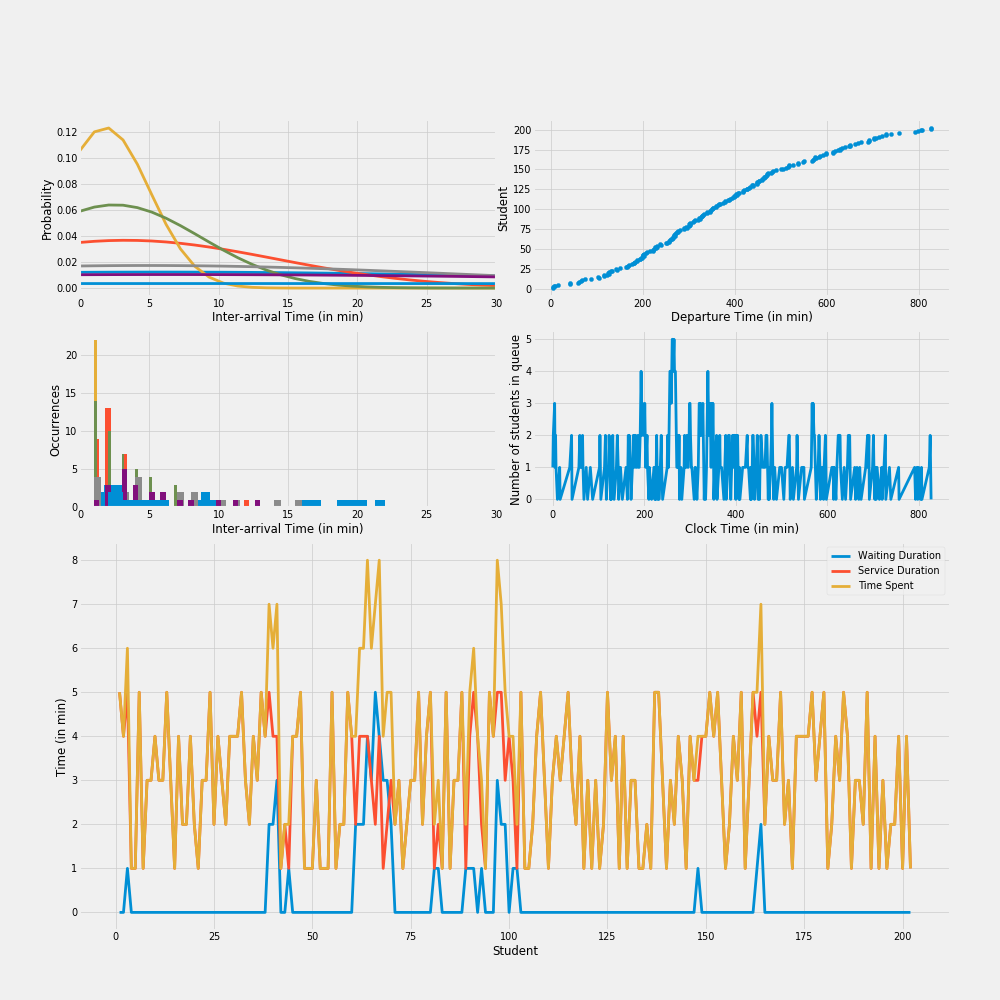 0.12
0.10
0.08
0.06
0.04
0.02
0.00
Probability
0 5 10 15 20 25 30
Inter-arrival Time (in min)
200
175
150
125
100
75
50
25
0
Student
0 200 400 600 800
Departure Time (in min)
20
15
10
5
0
Occurrences
0 5 10 15 20 25 30
Inter-arrival Time (in min)
5
4
3
2
1
0
Number of students in queue
0 200 400 600 800
Clock Time (in min)
8
7
6
5
4
3
2
1
0
Time (in min)
Waiting Duration
Service Duration
Time Spent
0 25 50 75 100 125 150 175 200
Student